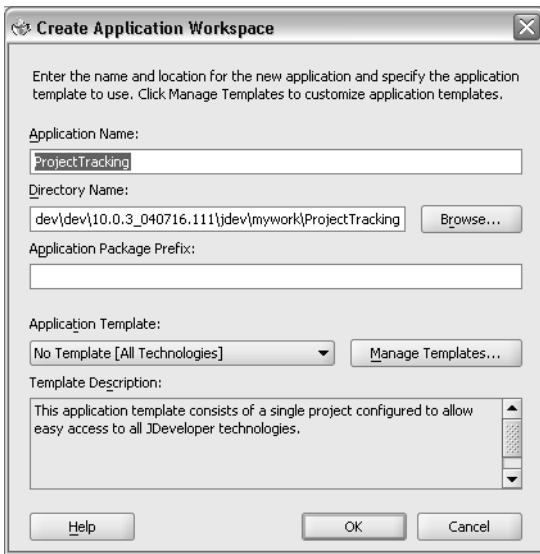 Create Application Workspace
Enter the name and location for the new application and specify the application
template to use. Click Manage Templates to customize application templates.
Application Name:
ProjectTracking
Directory Name:
dev\dev\10.0.3_040716.111\jdev\mywork\ProjectTracking
Browse...
Application Package Prefix:
Application Template:
No Template [All Technologies]
Manage Templates...
Template Description:
This application template consists of a single project configured to allow
easy access to all JDeveloper technologies.
Help
OK
Cancel